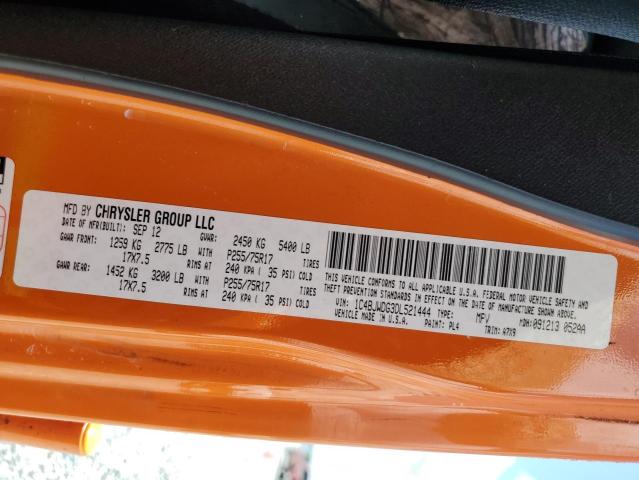 MFD BY CHRYSLER GROUP LLC
DATE OF MFR(BUILT): SEP 12 GVWR: 2450 KG 5400 LB
GAWR FRONT: 1259 KG 2775 LB WITH P255/75R17 TIRES
17X7.5 RIMS AT 240 KPA ( 35 PSI) COLD
GAWR REAR: 1452 KG 3200 LB WITH P255/75R17 TIRES
17X7.5 RIMS AT 240 KPA ( 35 PSI) COLD
THIS VEHICLE CONFORMS TO ALL APPLICABLE U.S.A. FEDERAL MOTOR VEHICLE SAFETY AND
THEFT PREVENTION STANDARDS IN EFFECT ON THE DATE OF MANUFACTURE SHOWN ABOVE.
VIN: 1C4BJWDG3DL521444 TYPE: MPV MDH: 091213 052AA
VEHICLE MADE IN U.S.A. PAINT: PL4 TRIM: A7X9